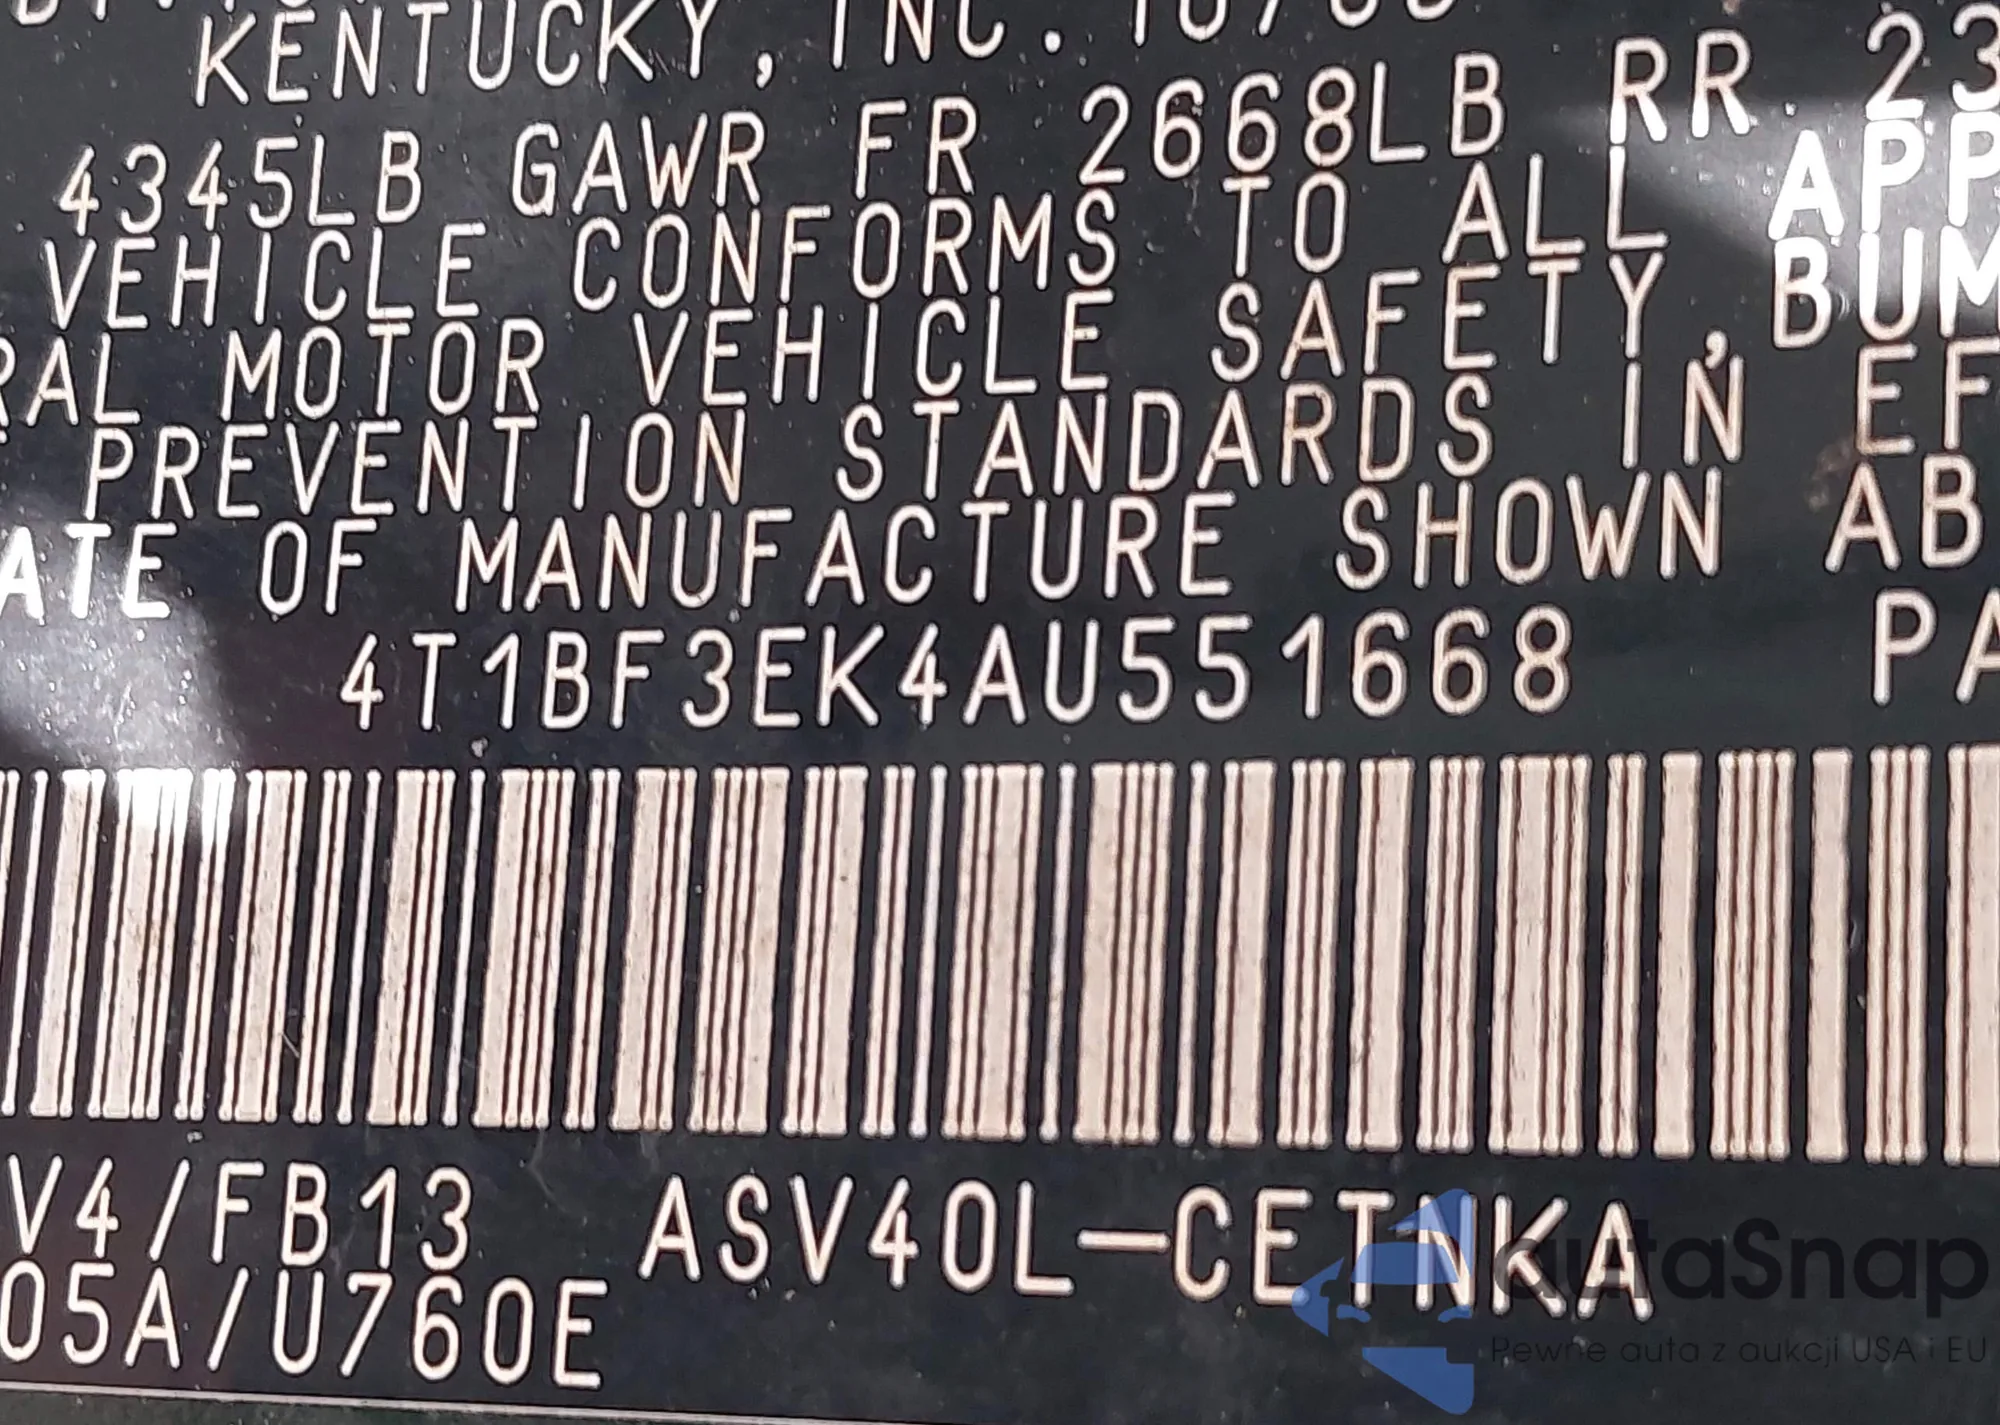 KENTUCKY, INC. 10/09
4345LB GAWR FR 2668LB RR 23
VEHICLE CONFORMS TO ALL APP
RAL MOTOR VEHICLE SAFETY, BUM
PREVENTION STANDARDS IN EF
ATE OF MANUFACTURE SHOWN AB
4T1BF3EK4AU551668 PA
V4/FB13 ASV40L-CETNKA
05A/U760E
autaSnap
Pewne auta z aukcji USA i EU